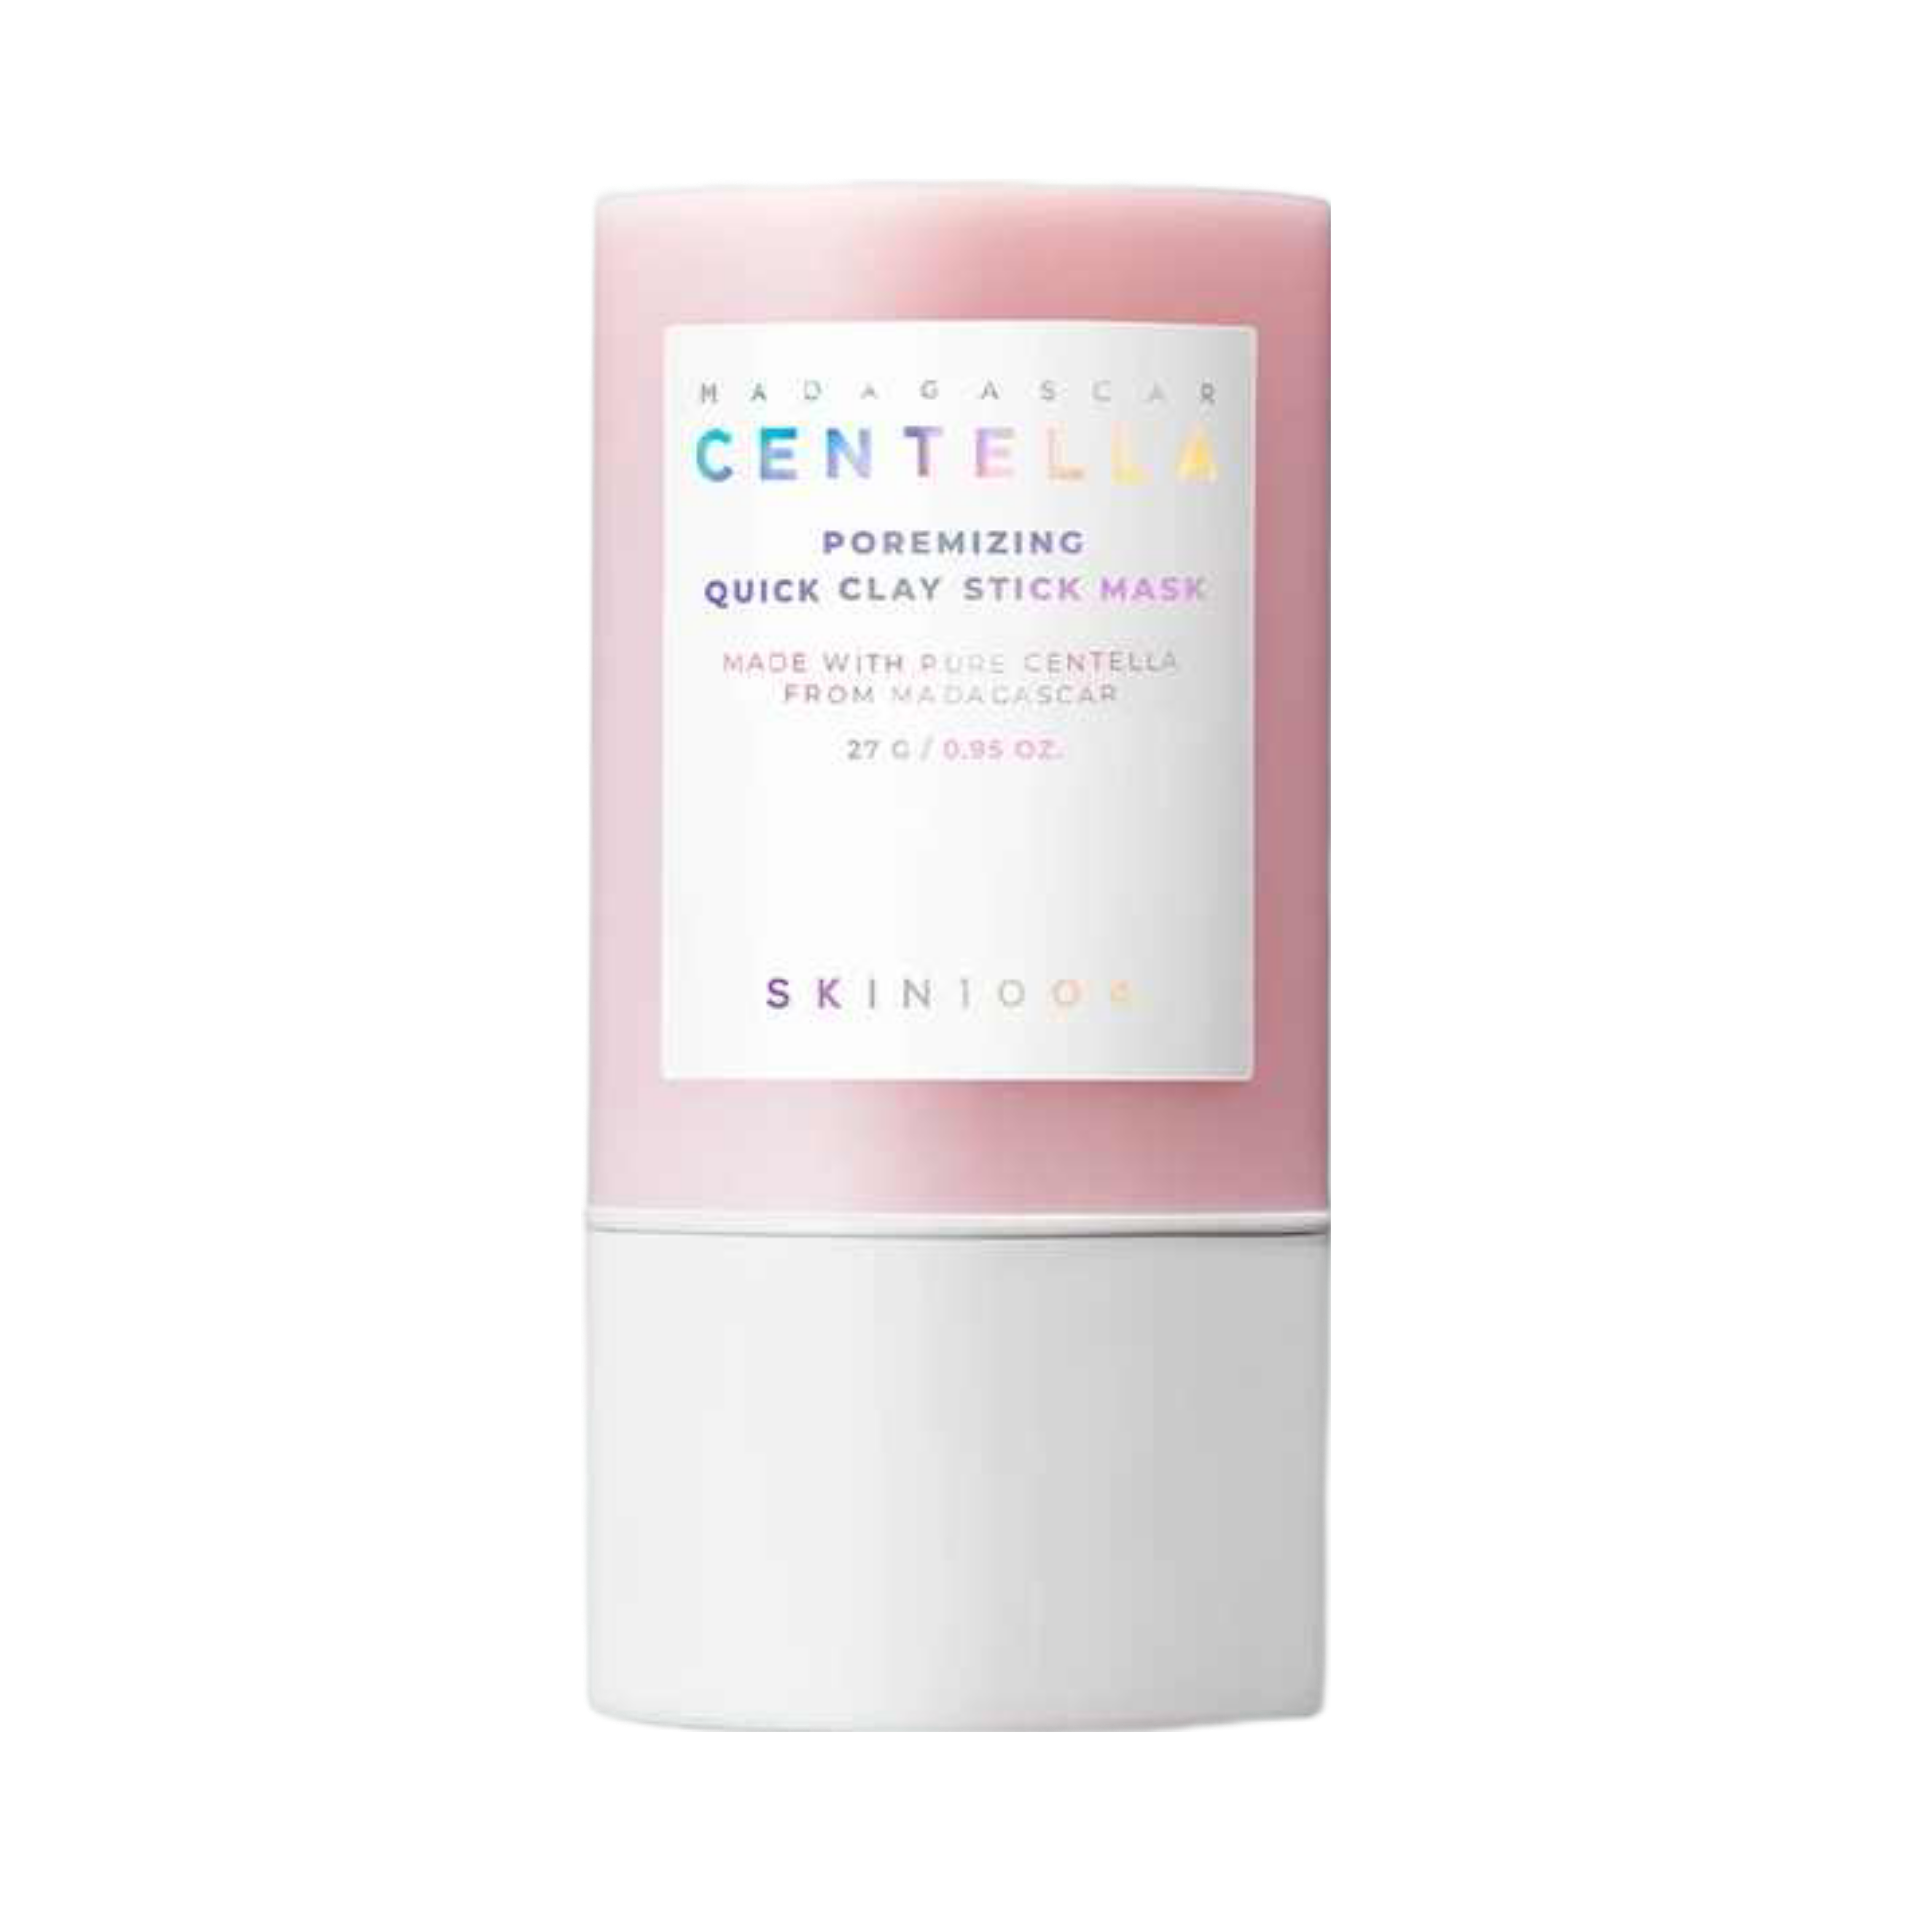 MADAGASCAR
CENTELLA
POREMIZING
QUICK CLAY STICK MASK
MADE WITH PURE CENTELLA
FROM MADAGASCAR
27 G / 0.95 OZ.
SKIN1004